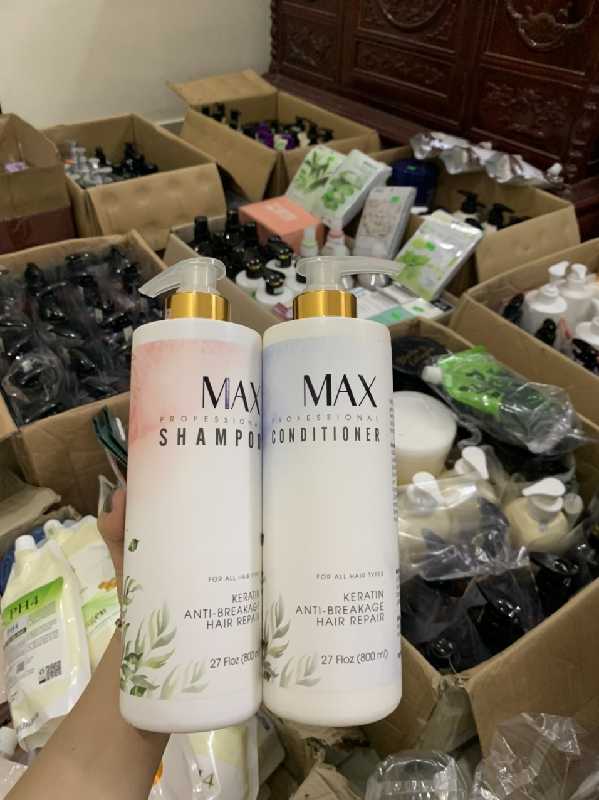 MAX
PROFESSIONAL
SHAMPOO
FOR ALL HAIR TYPES
KERATIN
ANTI-BREAKAGE
HAIR REPAIR
27 Floz (800 ml)
MAX
PROFESSIONAL
CONDITIONER
FOR ALL HAIR TYPES
KERATIN
ANTI-BREAKAGE
HAIR REPAIR
27 Floz (800 ml)
PH4